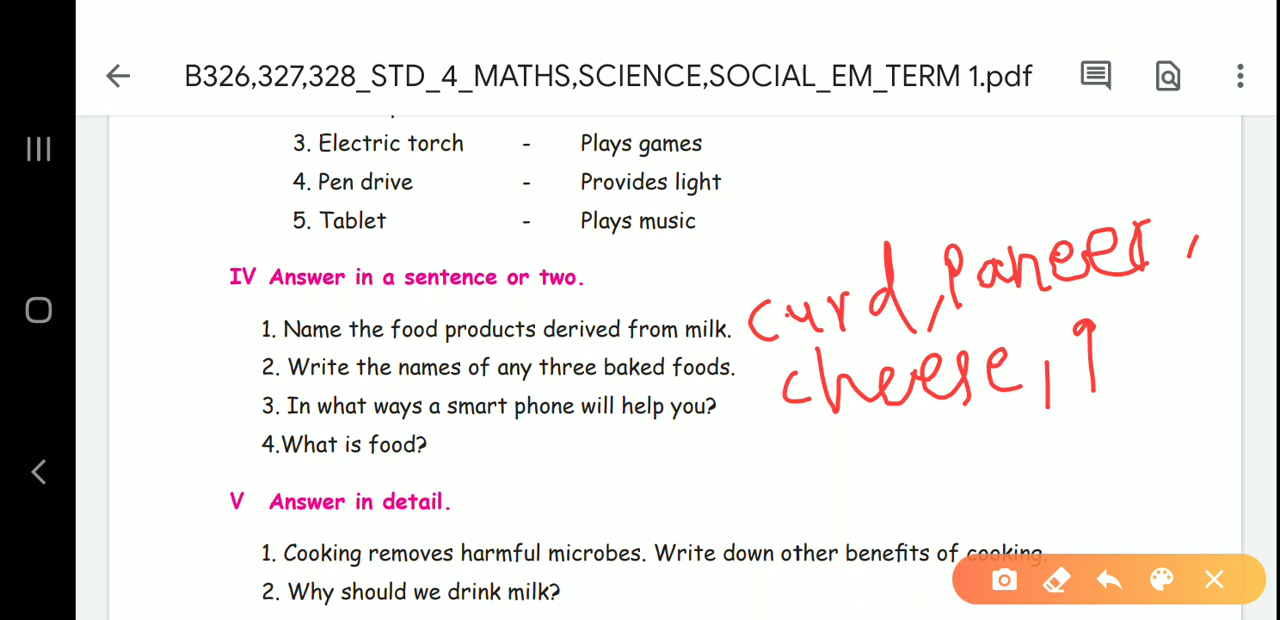 B326,327,328_STD_4_MATHS,SCIENCE,SOCIAL_EM_TERM 1.pdf
3. Electric torch - Plays games
4. Pen drive - Provides light
5. Tablet - Plays music
IV Answer in a sentence or two.
1. Name the food products derived from milk.
2. Write the names of any three baked foods.
3. In what ways a smart phone will help you?
4.What is food?
curd, paneer,
cheese,
V Answer in detail.
1. Cooking removes harmful microbes. Write down other benefits of cooking.
2. Why should we drink milk?